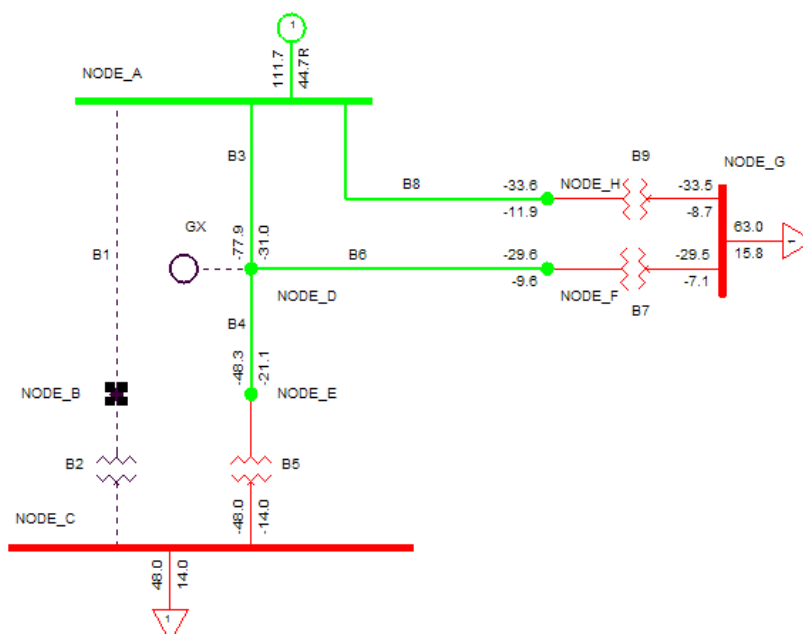 1
111.7
44.7R
NODE_A
B3
B9
NODE_G
B8
-33.6
NODE_H
-33.5
-11.9
-8.7
GX
63.0
1
15.8
-77.9
-31.0
B1
B6
-29.6
-29.5
-9.6
NODE_F
-7.1
NODE_D
B7
B4
-48.3
-21.1
NODE_B
NODE_E
B2
B5
-48.0
-14.0
NODE_C
48.0
14.0
1